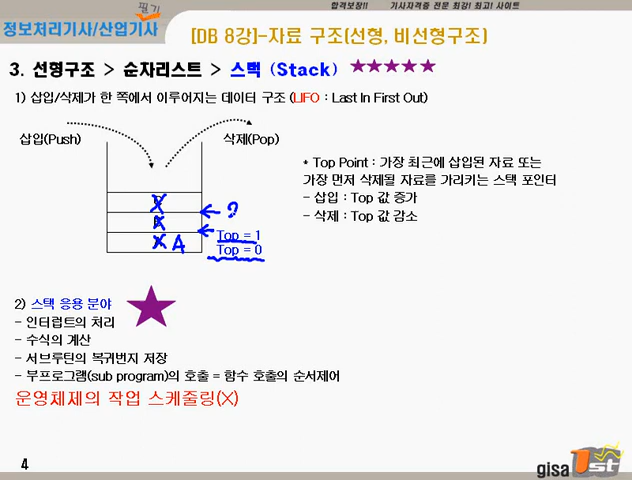 합격보장!! 기사자격증 전문 최강! 최고! 사이트
필기
정보처리기사/산업기사
[DB 8강]-자료 구조(선형, 비선형구조)
3. 선형구조 > 순차리스트 > 스택 (Stack) ★★★★★
1) 삽입/삭제가 한 쪽에서 이루어지는 데이터 구조 (LIFO : Last In First Out)
삽입(Push)
삭제(Pop)
* Top Point : 가장 최근에 삽입된 자료 또는
가장 먼저 삭제될 자료를 가리키는 스택 포인터
- 삽입 : Top 값 증가
- 삭제 : Top 값 감소
A
Top = 1
Top = 0
2) 스택 응용 분야
- 인터럽트의 처리
- 수식의 계산
- 서브루틴의 복귀번지 저장
- 부프로그램(sub program)의 호출 = 함수 호출의 순서제어
운영체제의 작업 스케줄링(X)
4
gisa 1st